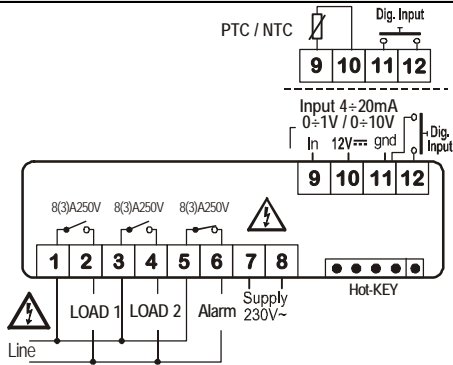 Dig. Input
PTC / NTC
9 10 11 12
Input 4÷20mA
0÷1V / 0÷10V
In 12V gnd
Dig.
Input
9 10 11 12
8(3)A250V 8(3)A250V 8(3)A250V
1 2 3 4 5 6 7 8
LOAD 1 LOAD 2 Alarm Supply
230V~
Hot-KEY
Line